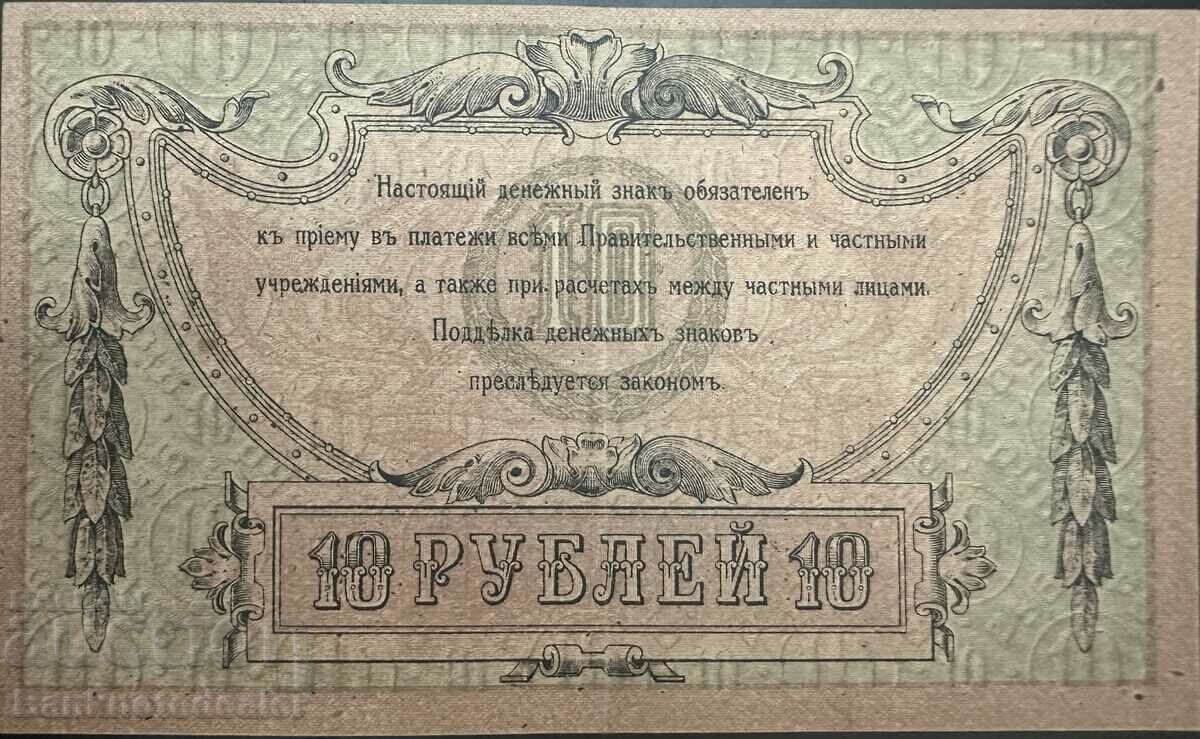 Настоящій денежный знакъ обязателенъ
къ пріему въ платежи всѣми Правительственными и частными
учрежденіями, а также при расчетахъ между частными лицами.
Поддѣлка денежныхъ знаковъ
преслѣдуется закономъ.
10
10 РУБЛЕЙ 10